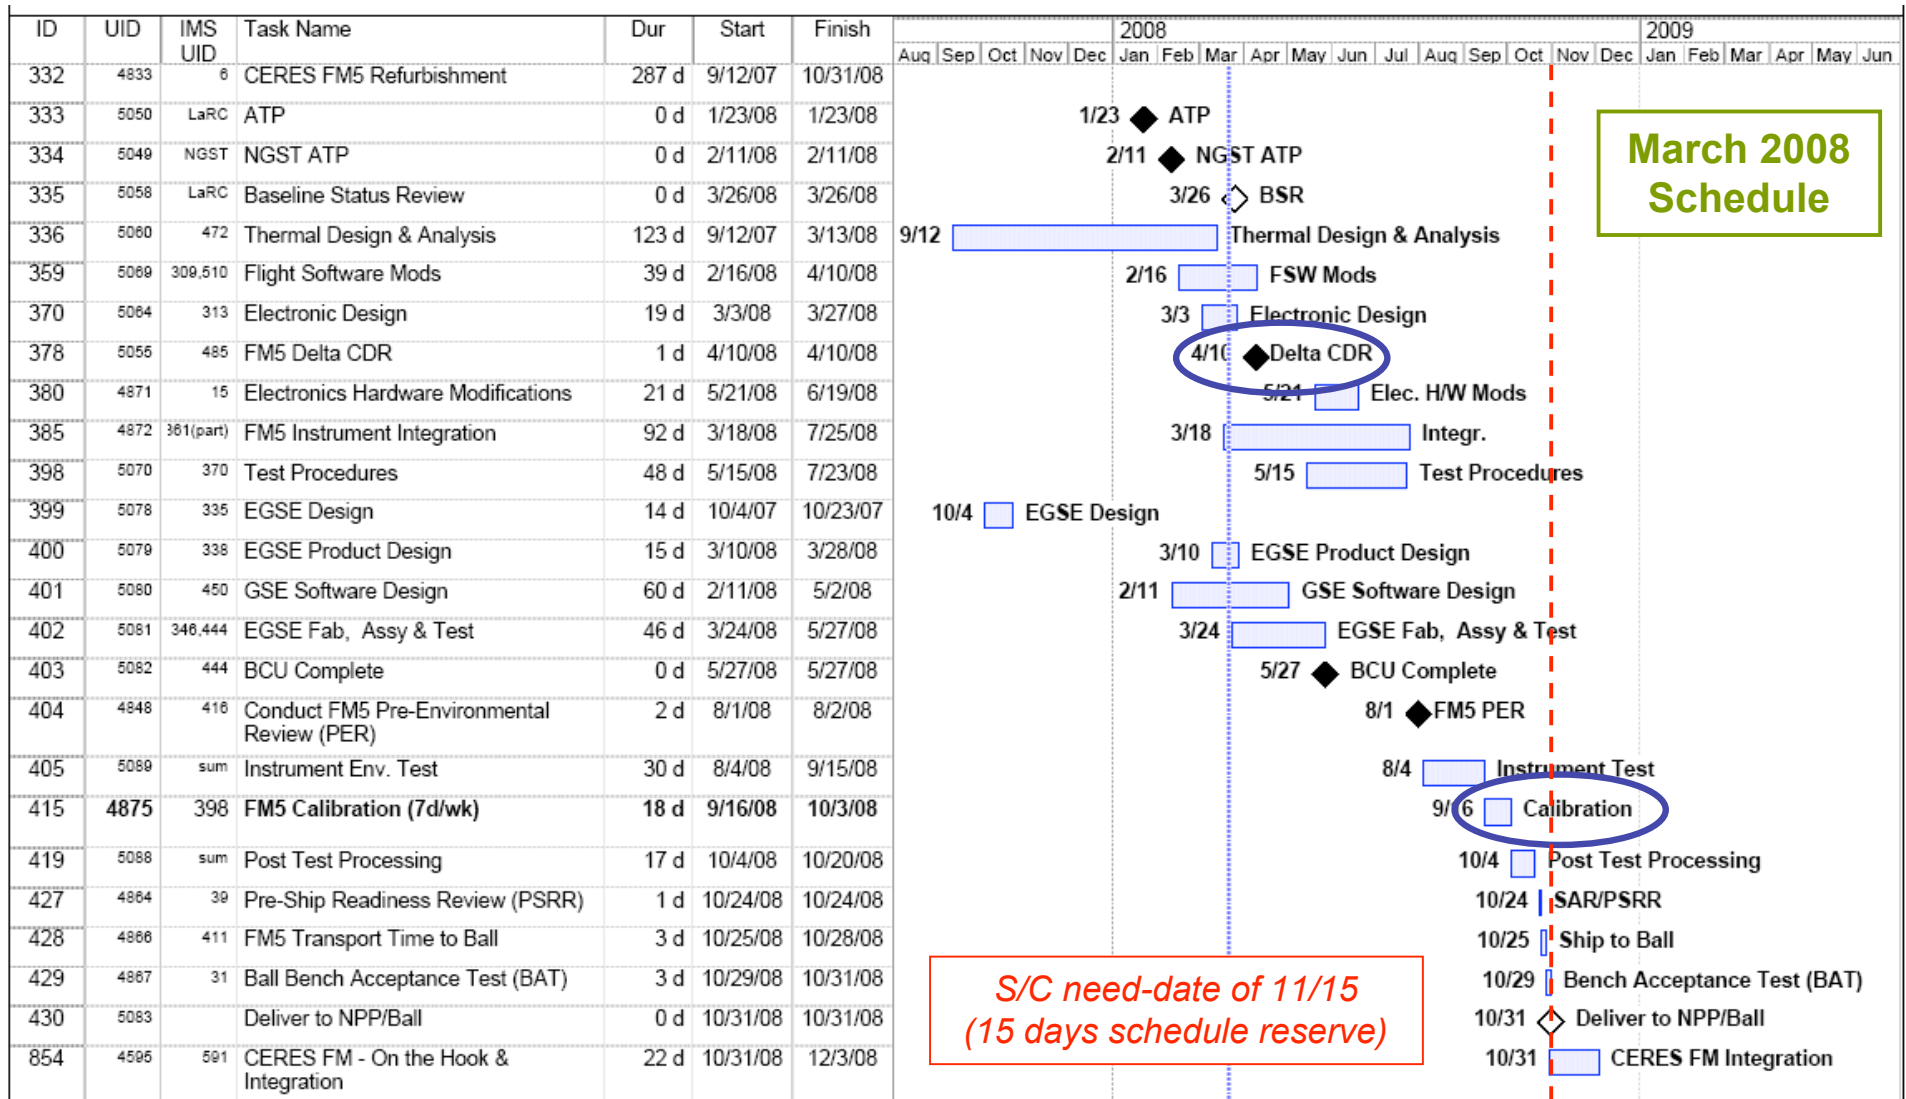 ID UID IMS UID Task Name Dur Start Finish
2008 2009
Aug Sep Oct Nov Dec Jan Feb Mar Apr May Jun Jul Aug Sep Oct Nov Dec Jan Feb Mar Apr May Jun
332 4833 6 CERES FM5 Refurbishment 287 d 9/12/07 10/31/08
333 5050 LaRC ATP 0 d 1/23/08 1/23/08 1/23 ATP
334 5049 NGST NGST ATP 0 d 2/11/08 2/11/08 2/11 NGST ATP
335 5058 LaRC Baseline Status Review 0 d 3/26/08 3/26/08 3/26 BSR
March 2008
Schedule
336 5060 472 Thermal Design & Analysis 123 d 9/12/07 3/13/08 9/12 Thermal Design & Analysis
359 5069 309,510 Flight Software Mods 39 d 2/16/08 4/10/08 2/16 FSW Mods
370 5064 313 Electronic Design 19 d 3/3/08 3/27/08 3/3 Electronic Design
378 5055 485 FM5 Delta CDR 1 d 4/10/08 4/10/08 4/10 Delta CDR
380 4871 15 Electronics Hardware Modifications 21 d 5/21/08 6/19/08 5/21 Elec. H/W Mods
385 4872 361(part) FM5 Instrument Integration 92 d 3/18/08 7/25/08 3/18 Integr.
398 5070 370 Test Procedures 48 d 5/15/08 7/23/08 5/15 Test Procedures
399 5078 335 EGSE Design 14 d 10/4/07 10/23/07 10/4 EGSE Design
400 5079 338 EGSE Product Design 15 d 3/10/08 3/28/08 3/10 EGSE Product Design
401 5080 450 GSE Software Design 60 d 2/11/08 5/2/08 2/11 GSE Software Design
402 5081 346,444 EGSE Fab, Assy & Test 46 d 3/24/08 5/27/08 3/24 EGSE Fab, Assy & Test
403 5082 444 BCU Complete 0 d 5/27/08 5/27/08 5/27 BCU Complete
404 4848 416 Conduct FM5 Pre-Environmental 2 d 8/1/08 8/2/08 8/1 FM5 PER
Review (PER)
405 5089 sum Instrument Env. Test 30 d 8/4/08 9/15/08 8/4 Instrument Test
415 4875 398 FM5 Calibration (7d/wk) 18 d 9/16/08 10/3/08 9/16 Calibration
419 5088 sum Post Test Processing 17 d 10/4/08 10/20/08 10/4 Post Test Processing
427 4864 39 Pre-Ship Readiness Review (PSRR) 1 d 10/24/08 10/24/08 10/24 SAR/PSRR
428 4866 411 FM5 Transport Time to Ball 3 d 10/25/08 10/28/08 10/25 Ship to Ball
429 4867 31 Ball Bench Acceptance Test (BAT) 3 d 10/29/08 10/31/08 10/29 Bench Acceptance Test (BAT)
430 5083 Deliver to NPP/Ball 0 d 10/31/08 10/31/08 10/31 Deliver to NPP/Ball
854 4595 591 CERES FM - On the Hook & 22 d 10/31/08 12/3/08 10/31 CERES FM Integration
Integration
S/C need-date of 11/15
(15 days schedule reserve)